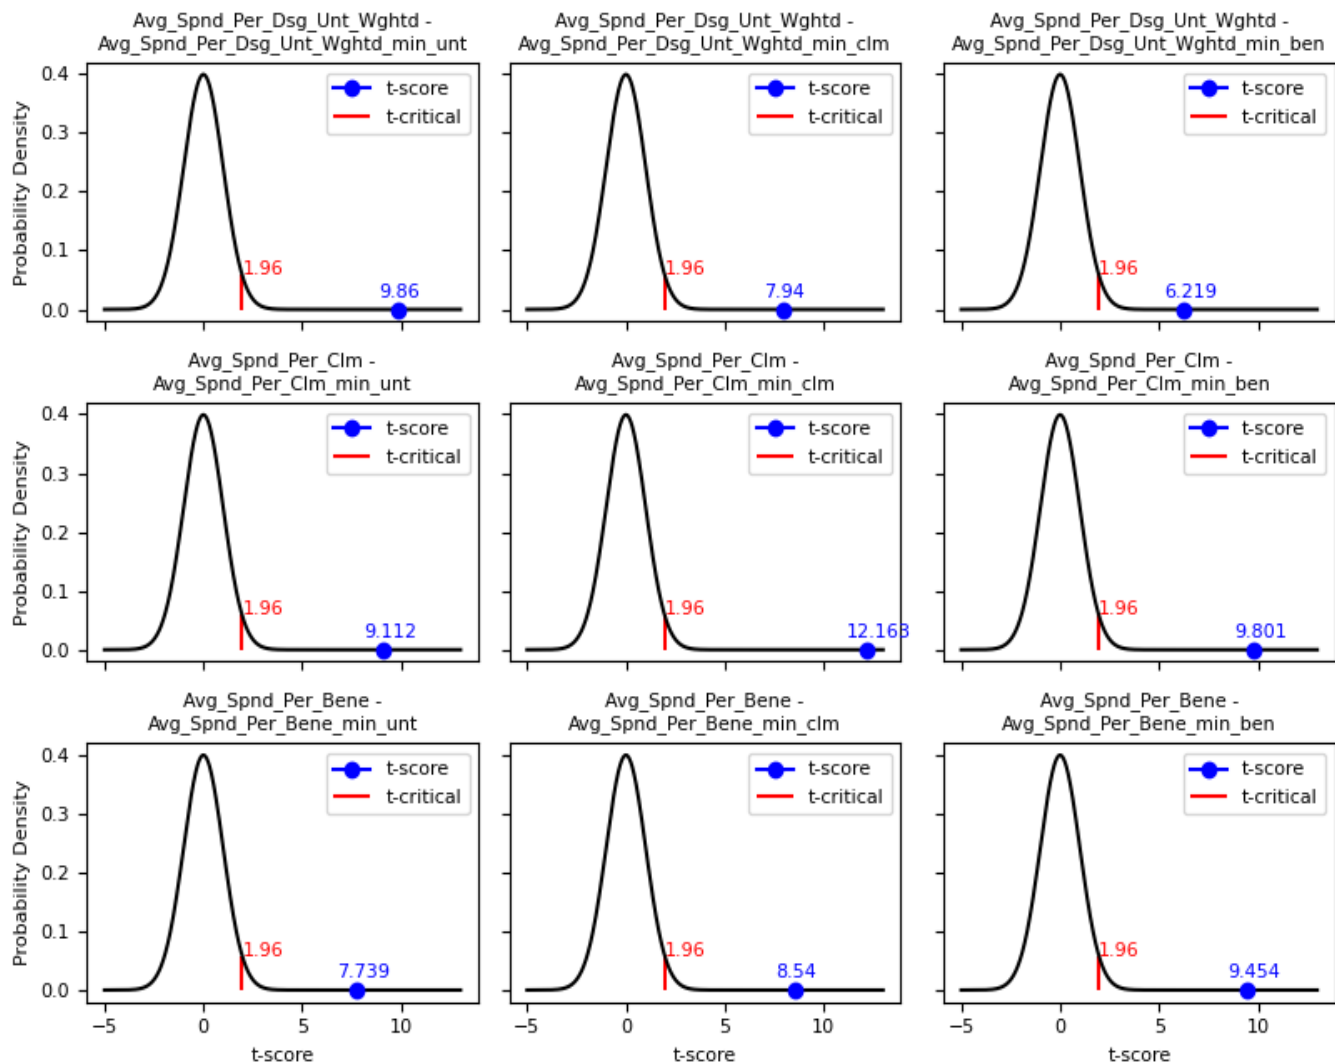 Avg_Spnd_Per_Dsg_Unt_Wghtd -
Avg_Spnd_Per_Dsg_Unt_Wghtd_min_unt
Avg_Spnd_Per_Dsg_Unt_Wghtd -
Avg_Spnd_Per_Dsg_Unt_Wghtd_min_clm
Avg_Spnd_Per_Dsg_Unt_Wghtd -
Avg_Spnd_Per_Dsg_Unt_Wghtd_min_ben
Probability Density
0.4
0.3
0.2
0.1
0.0
t-score
t-critical
1.96
9.86
t-score
t-critical
1.96
7.94
t-score
t-critical
1.96
6.219
Avg_Spnd_Per_Clm -
Avg_Spnd_Per_Clm_min_unt
Avg_Spnd_Per_Clm -
Avg_Spnd_Per_Clm_min_clm
Avg_Spnd_Per_Clm -
Avg_Spnd_Per_Clm_min_ben
Probability Density
0.4
0.3
0.2
0.1
0.0
t-score
t-critical
1.96
9.112
t-score
t-critical
1.96
12.163
t-score
t-critical
1.96
9.801
Avg_Spnd_Per_Bene -
Avg_Spnd_Per_Bene_min_unt
Avg_Spnd_Per_Bene -
Avg_Spnd_Per_Bene_min_clm
Avg_Spnd_Per_Bene -
Avg_Spnd_Per_Bene_min_ben
Probability Density
0.4
0.3
0.2
0.1
0.0
t-score
t-critical
1.96
7.739
t-score
t-critical
1.96
8.54
t-score
t-critical
1.96
9.454
−5 0 5 10
−5 0 5 10
−5 0 5 10
t-score
t-score
t-score